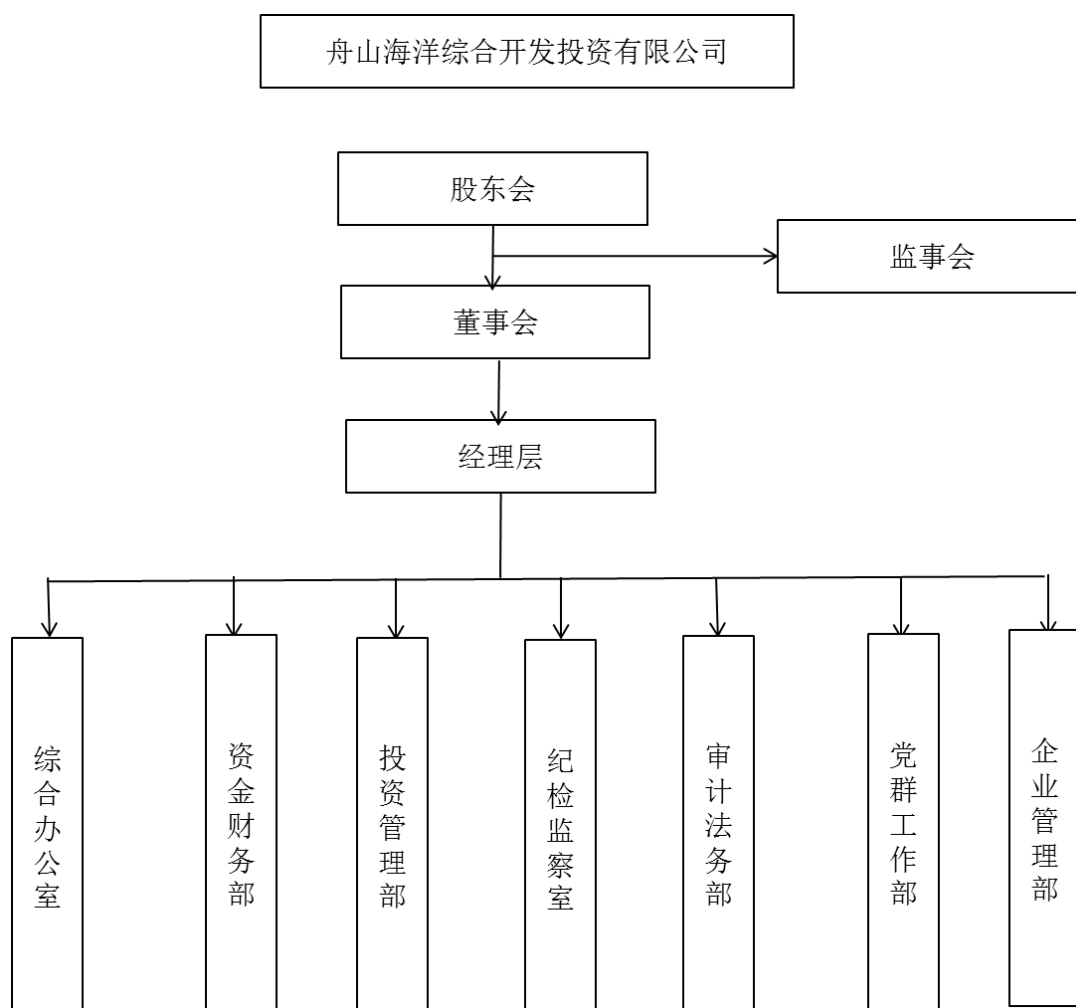 舟山海洋综合开发投资有限公司
股东会
监事会
董事会
经理层
综合办公室
资金财务部
投资管理部
纪检监察室
审计法务部
党群工作部
企业管理部